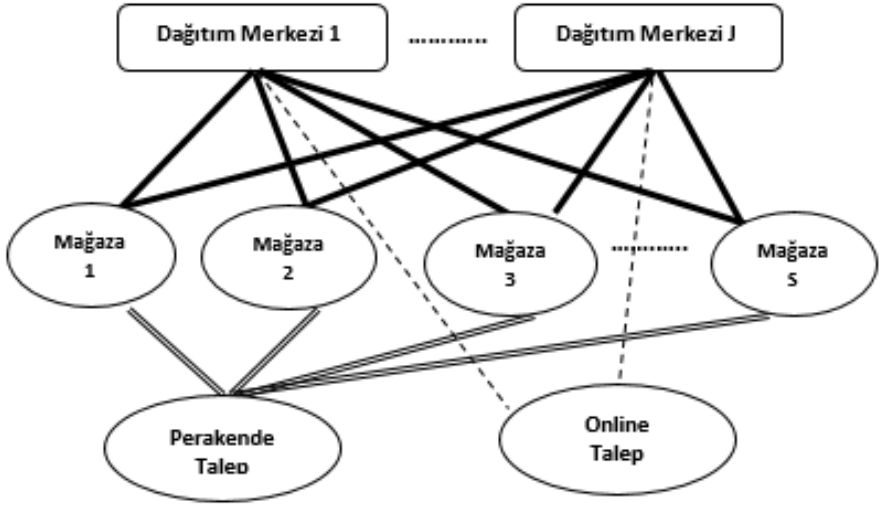 Dağıtım Merkezi 1
............
Dağıtım Merkezi J
Mağaza
1
Mağaza
2
Mağaza
3
............
Mağaza
S
Perakende
Talep
Online
Talep